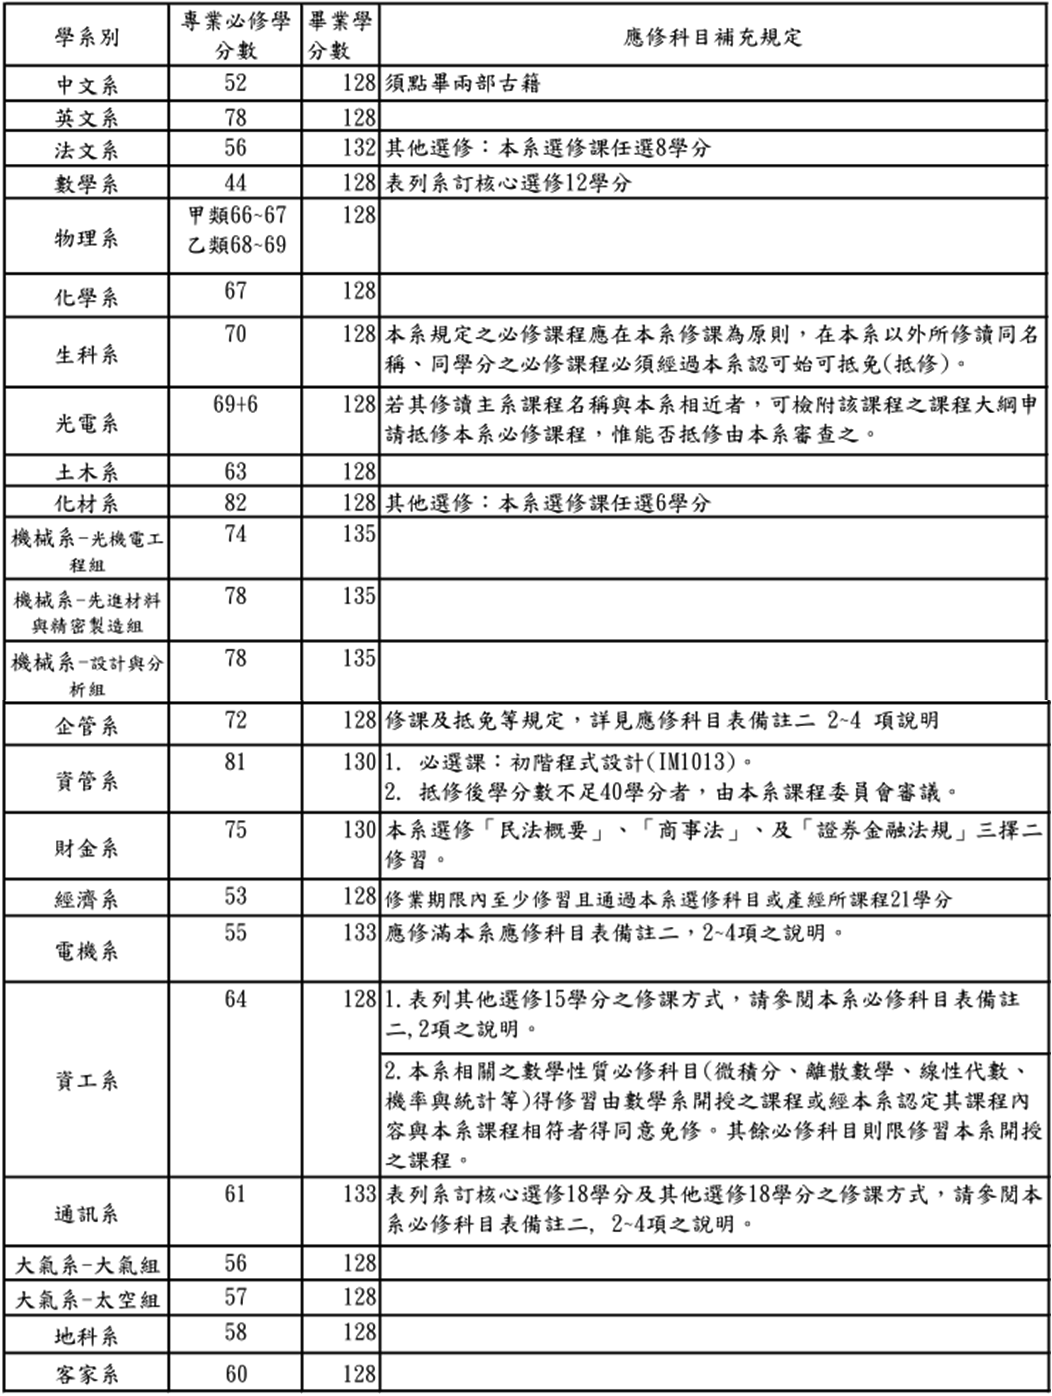 學系別 專業必修學分數 畢業學分數 應修科目補充規定
中文系 52 128 須點畢兩部古籍
英文系 78 128
法文系 56 132 其他選修：本系選修課任選8學分
數學系 44 128 表列系訂核心選修12學分
物理系 甲類66~67 128
乙類68~69
化學系 67 128
生科系 70 128 本系規定之必修課程應在本系修課為原則，在本系以外所修讀同名
稱、同學分之必修課程必須經過本系認可始可抵免(抵修)。
光電系 69+6 128 若其修讀主系課程名稱與本系相近者，可檢附該課程之課程大綱申
請抵修本系必修課程，惟能否抵修由本系審查之。
土木系 63 128
化材系 82 128 其他選修：本系選修課任選6學分
機械系-光機電工 74 135
程組
機械系-先進材料 78 135
與精密製造組
機械系-設計與分 78 135
析組
企管系 72 128 修課及抵免等規定，詳見應修科目表備註二 2~4 項說明
資管系 81 130 1. 必選課：初階程式設計(IM1013)。
2. 抵修後學分數不足40學分者，由本系課程委員會審議。
財金系 75 130 本系選修「民法概要」、「商事法」、及「證券金融法規」三擇二
修習。
經濟系 53 128 修業期限內至少修習且通過本系選修科目或產經所課程21學分
電機系 55 133 應修滿本系應修科目表備註二，2~4項之說明。
資工系 64 128 1.表列其他選修15學分之修課方式，請參閱本系必修科目表備註
二,2項之說明。
2.本系相關之數學性質必修科目(微積分、離散數學、線性代數、
機率與統計等)得修習由數學系開授之課程或經本系認定其課程內
容與本系課程相符者得同意免修。其餘必修科目則限修習本系開授
之課程。
通訊系 61 133 表列系訂核心選修18學分及其他選修18學分之修課方式，請參閱本
系必修科目表備註二, 2~4項之說明。
大氣系-大氣組 56 128
大氣系-太空組 57 128
地科系 58 128
客家系 60 128